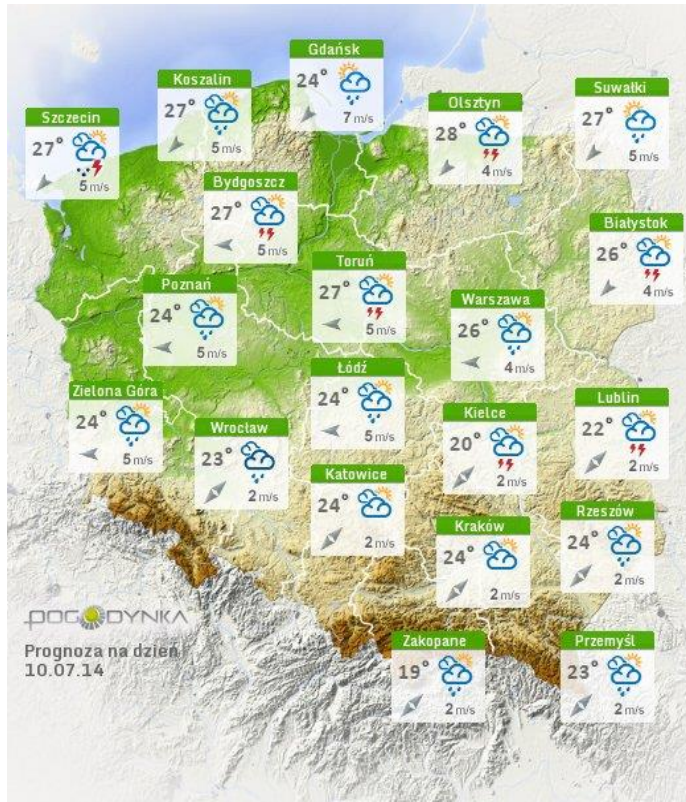 Gdańsk
24°
7 m/s
Koszalin
27°
5 m/s
Suwałki
27°
5 m/s
Olsztyn
28°
4 m/s
Szczecin
27°
5 m/s
Bydgoszcz
27°
5 m/s
Białystok
26°
4 m/s
Toruń
27°
5 m/s
Poznań
24°
5 m/s
Warszawa
26°
4 m/s
Łódź
24°
5 m/s
Zielona Góra
24°
5 m/s
Lublin
22°
2 m/s
Kielce
20°
2 m/s
Wrocław
23°
2 m/s
Katowice
24°
2 m/s
Rzeszów
24°
2 m/s
Kraków
24°
2 m/s
POGODYNKA
Prognoza na dzień
10.07.14
Zakopane
19°
2 m/s
Przemyśl
23°
2 m/s